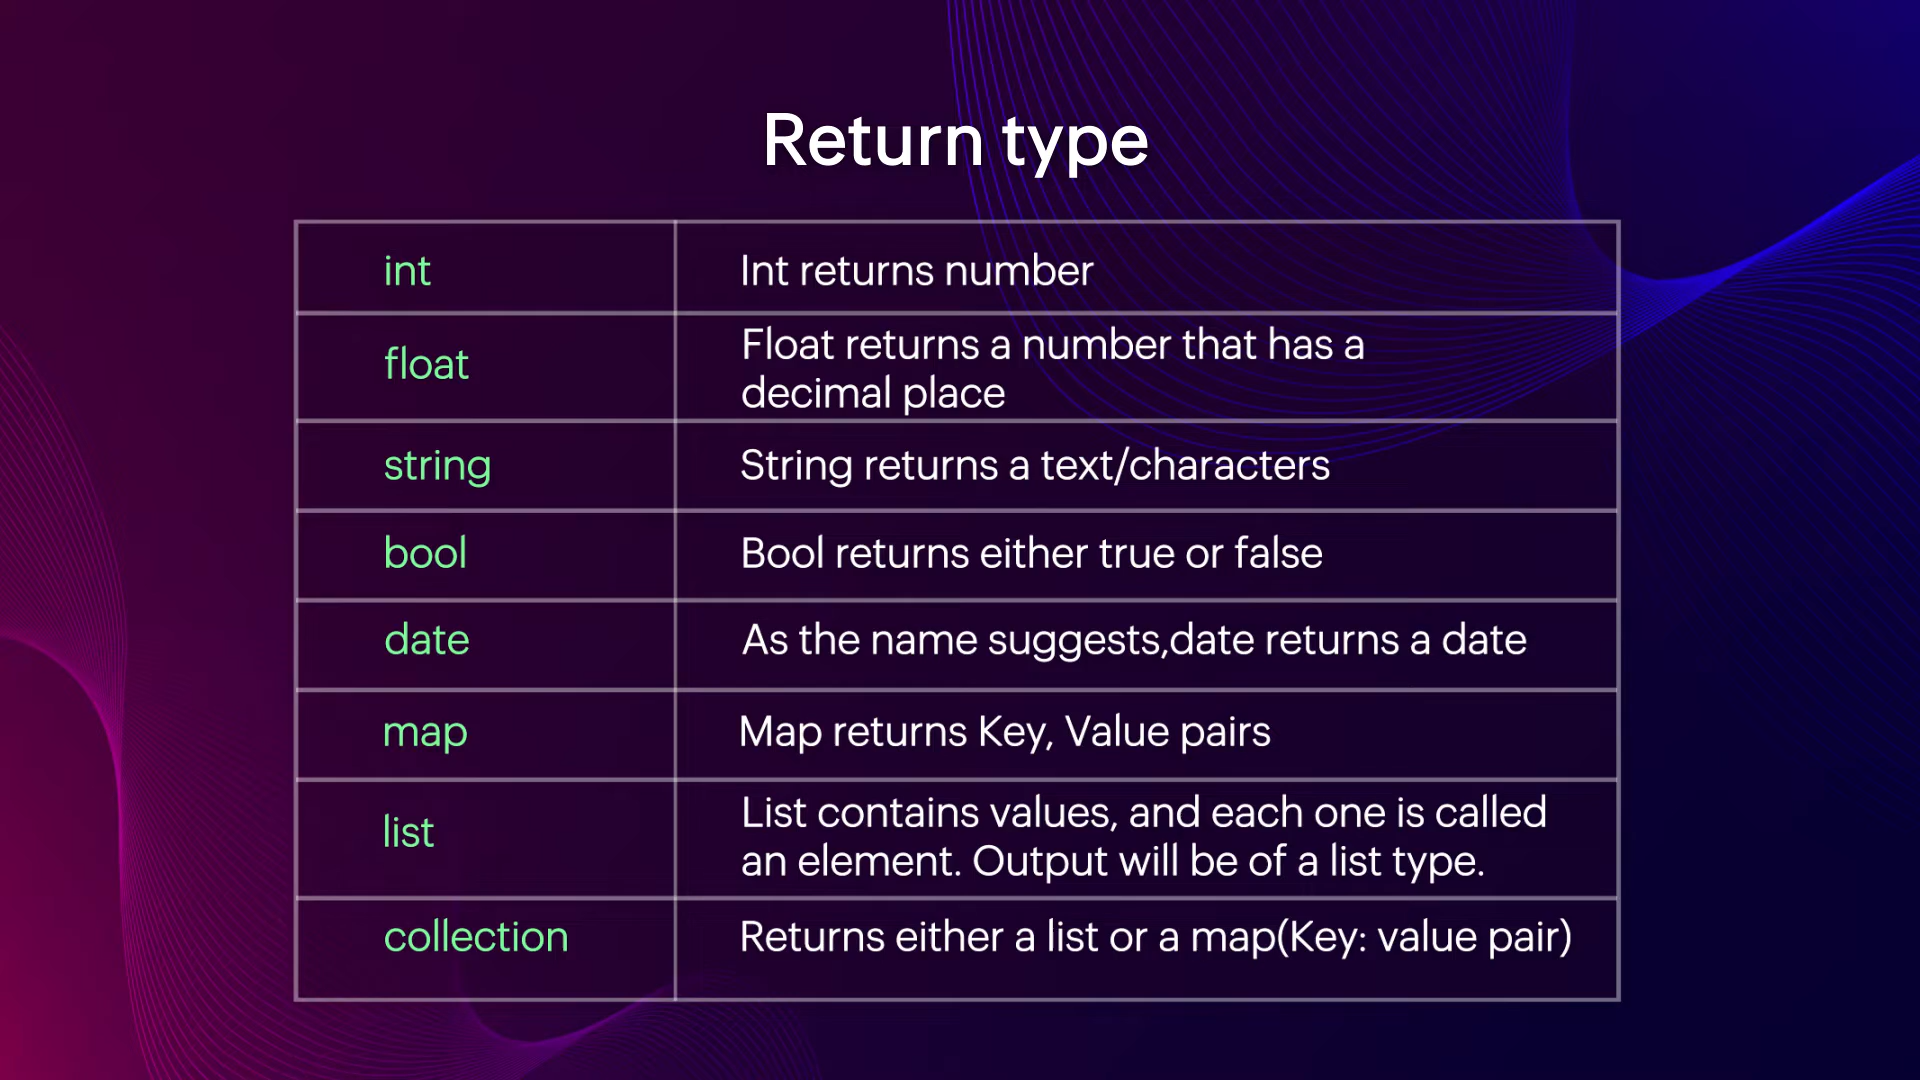 Return type
int
Int returns number
float
Float returns a number that has a
decimal place
string
String returns a text/characters
bool
Bool returns either true or false
date
As the name suggests,date returns a date
map
Map returns Key, Value pairs
list
List contains values, and each one is called
an element. Output will be of a list type.
collection
Returns either a list or a map(Key: value pair)